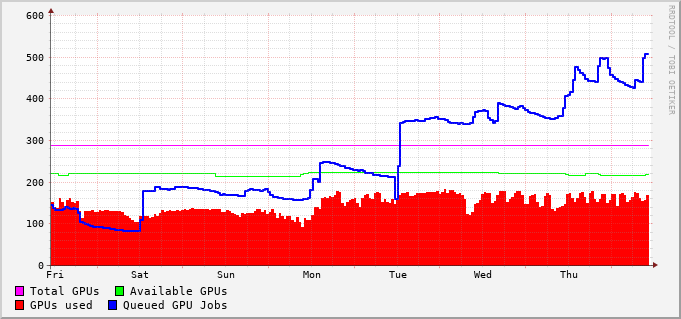 600
500
400
300
200
100
0
Fri Sat Sun Mon Tue Wed Thu
Total GPUs Available GPUs
GPUs used Queued GPU Jobs
RRDTOOL / TOBI OETIKER